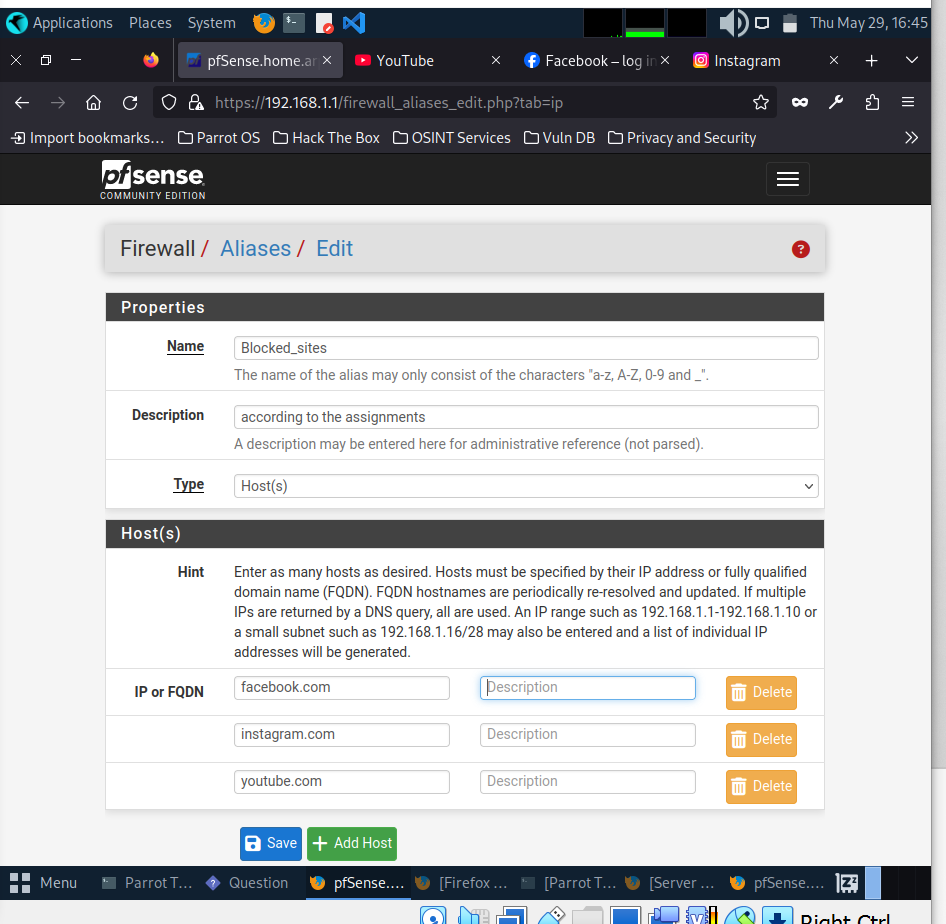 Applications Places System Thu May 29, 16:45
pfSense.home.ar YouTube Facebook – log in Instagram
https://192.168.1.1/firewall_aliases_edit.php?tab=ip
Import bookmarks... Parrot OS Hack The Box OSINT Services Vuln DB Privacy and Security
pfsense
COMMUNITY EDITION
Firewall / Aliases / Edit
Properties
Name Blocked_sites
The name of the alias may only consist of the characters "a-z, A-Z, 0-9 and _".
Description according to the assignments
A description may be entered here for administrative reference (not parsed).
Type Host(s)
Host(s)
Hint Enter as many hosts as desired. Hosts must be specified by their IP address or fully qualified
domain name (FQDN). FQDN hostnames are periodically re-resolved and updated. If multiple
IPs are returned by a DNS query, all are used. An IP range such as 192.168.1.1-192.168.1.10 or
a small subnet such as 192.168.1.16/28 may also be entered and a list of individual IP
addresses will be generated.
IP or FQDN facebook.com Description Delete
instagram.com Description Delete
youtube.com Description Delete
Save Add Host
Menu Parrot T... Question pfSense.... [Firefox ... [Parrot T... [Server ... pfSense....
Right Ctrl